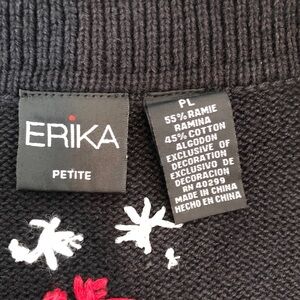 ERiKA
PETITE
PL
55% RAMIE
RAMINA
45% COTTON
ALGODON
EXCLUSIVE OF
DECORATION
EXCLUSIVO DE
DECORACION
RN 40299
MADE IN CHINA
HECHO EN CHINA